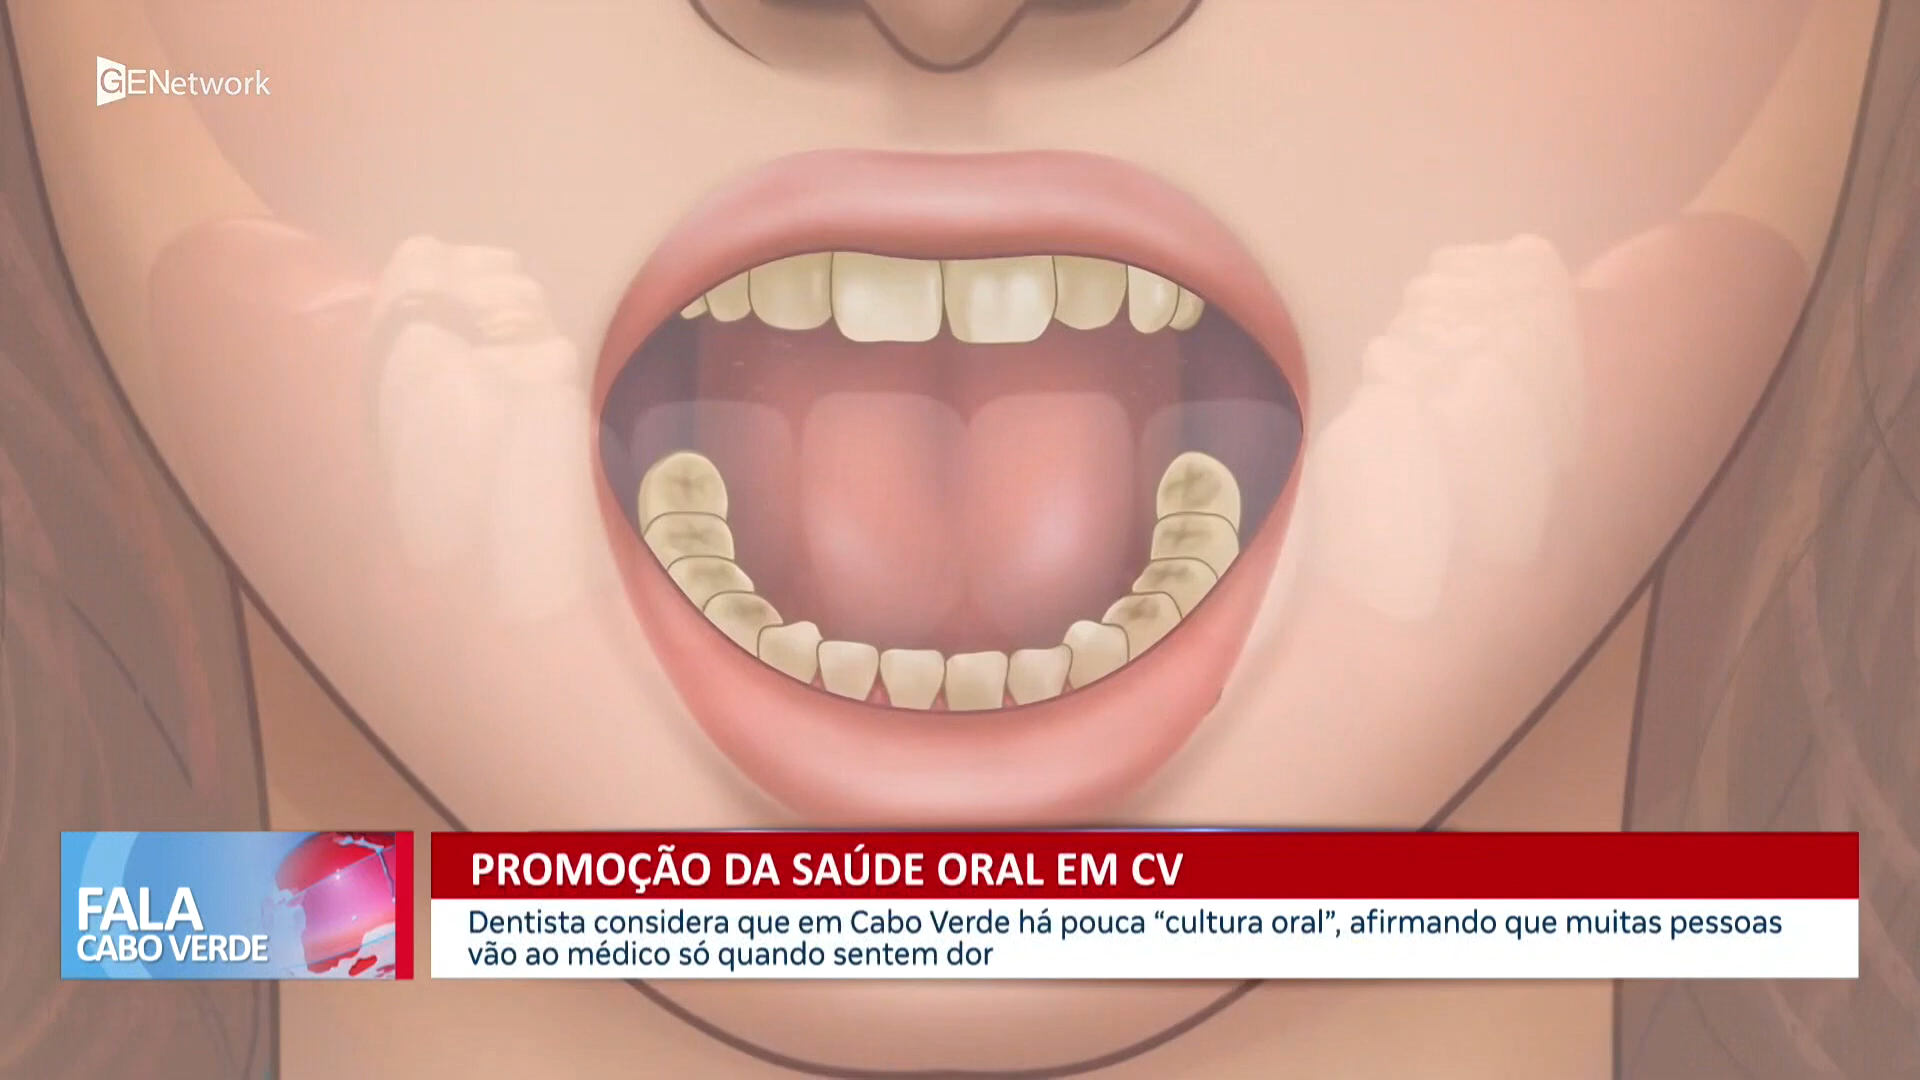 GENetwork
PROMOÇÃO DA SAÚDE ORAL EM CV
FALA
CABO VERDE
Dentista considera que em Cabo Verde há pouca “cultura oral”, afirmando que muitas pessoas
vão ao médico só quando sentem dor